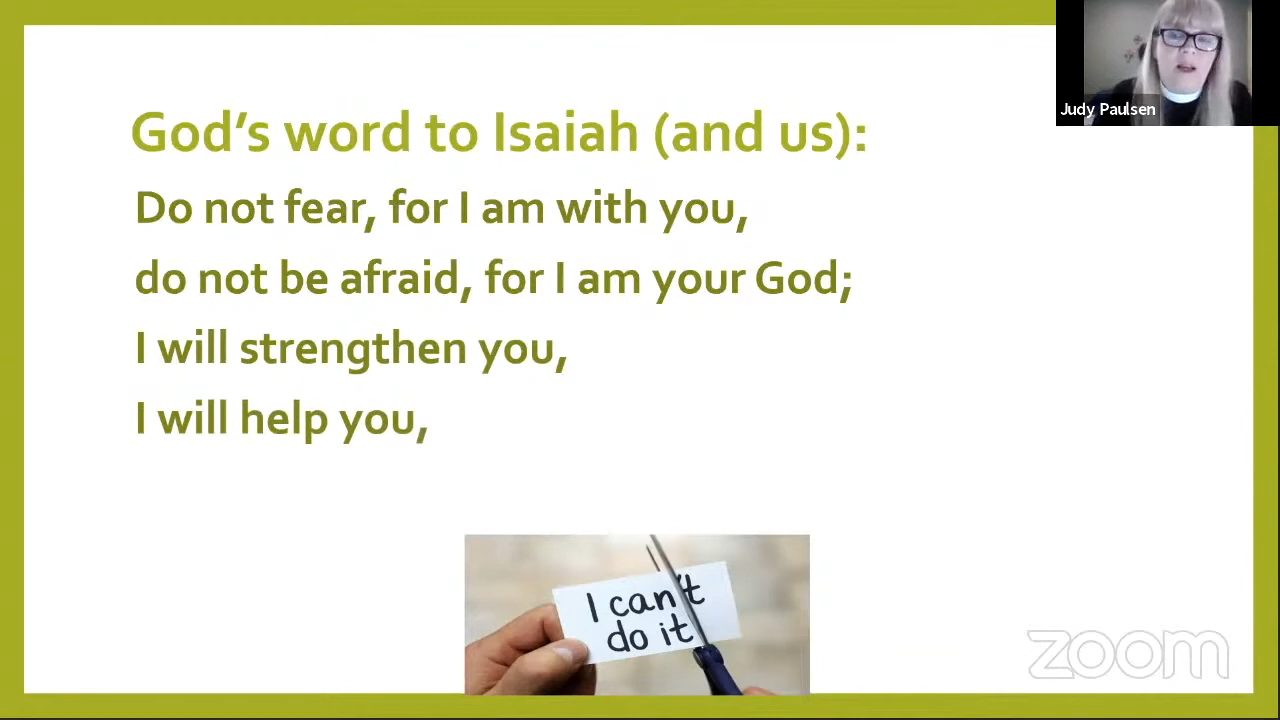 Judy Paulsen
God’s word to Isaiah (and us):
Do not fear, for I am with you,
do not be afraid, for I am your God;
I will strengthen you,
I will help you,
I can't
do it
zoom